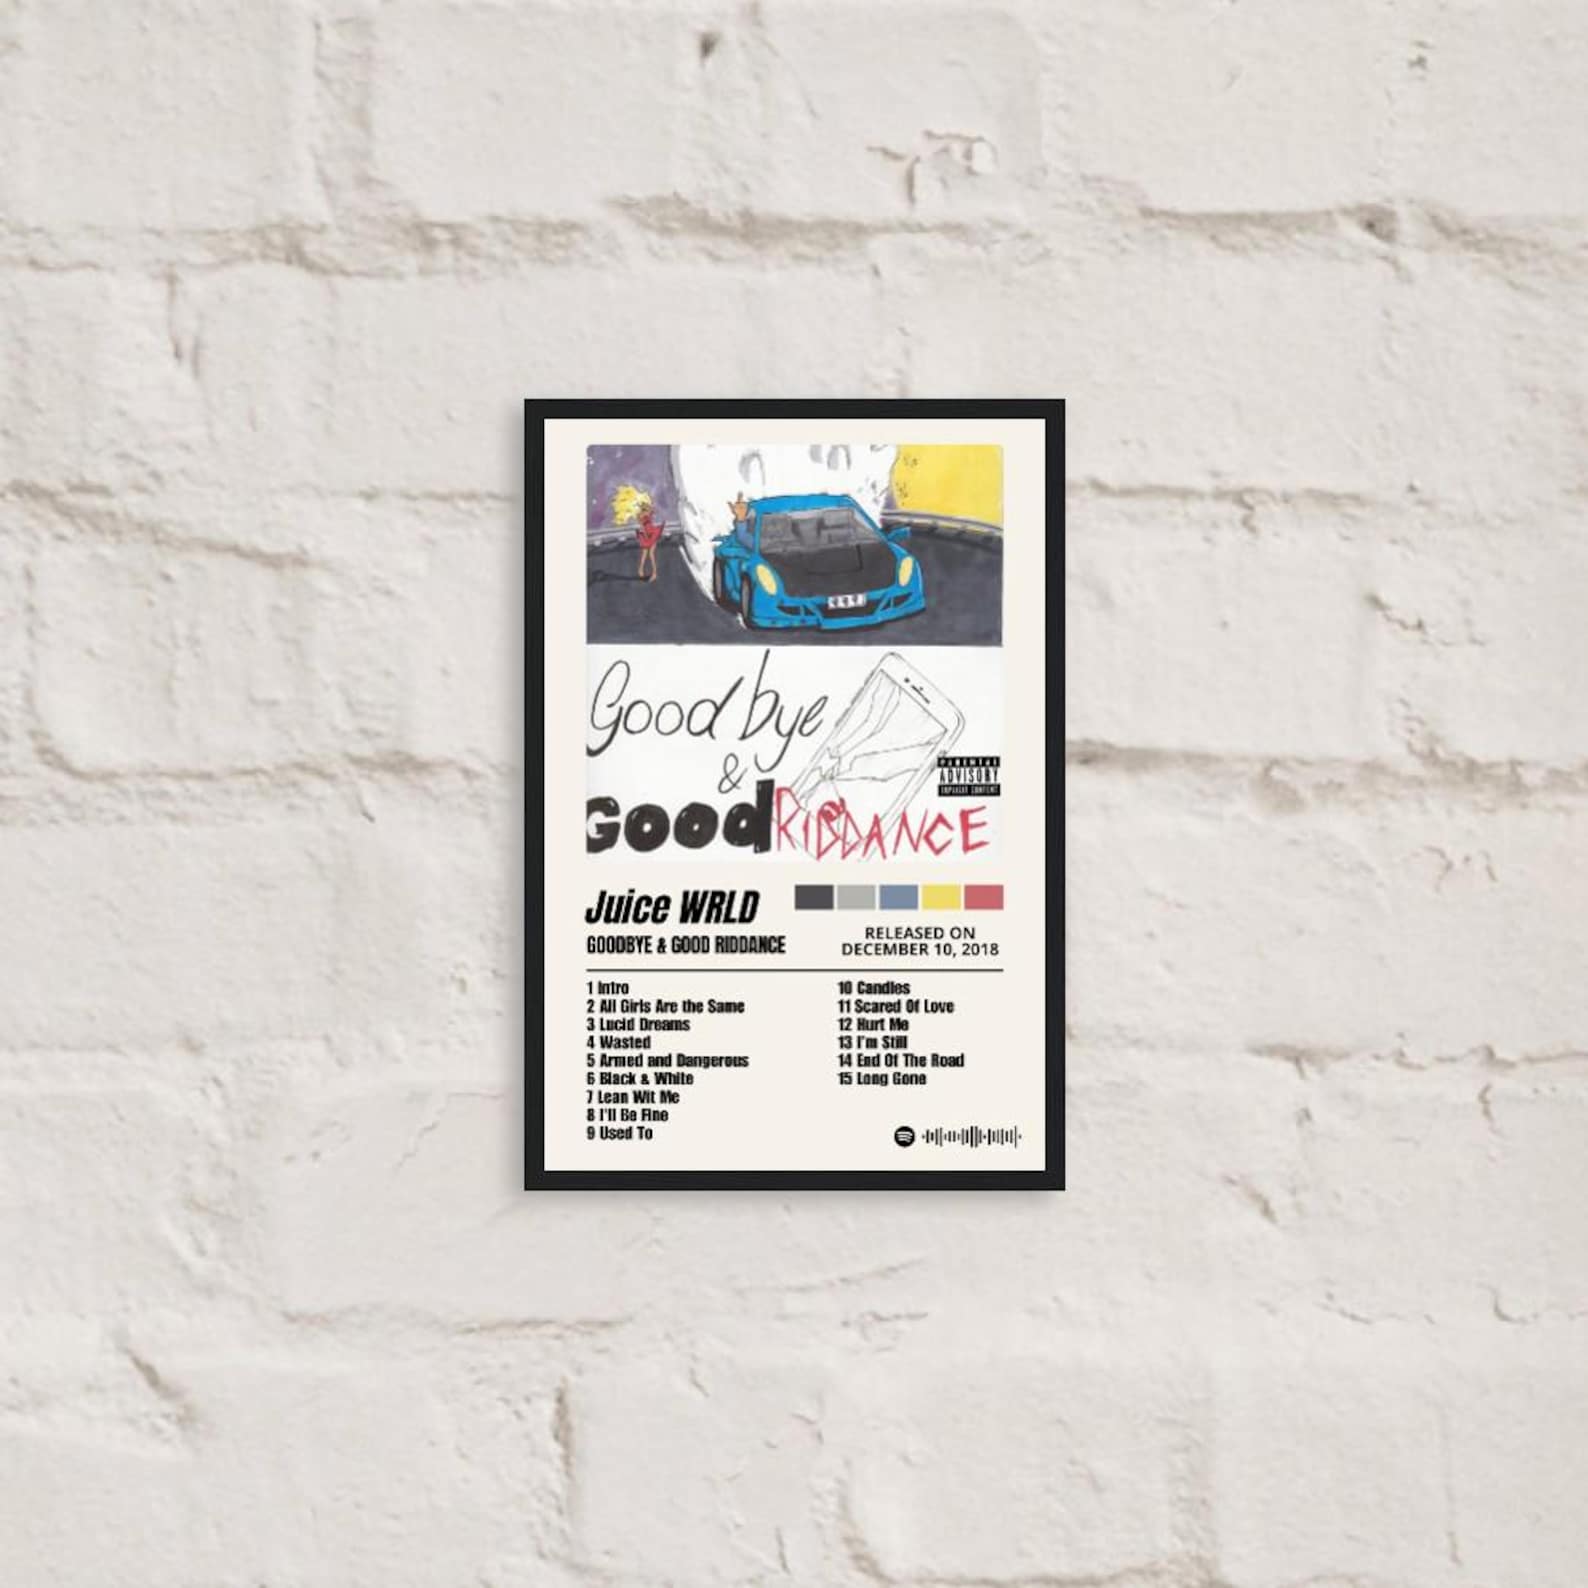 Goodbye
&
Good RIDDANCE
PARENTAL
ADVISORY
EXPLICIT CONTENT
Juice WRLD
GOODBYE & GOOD RIDDANCE
RELEASED ON
DECEMBER 10, 2018
1 Intro
2 All Girls Are the Same
3 Lucid Dreams
4 Wasted
5 Armed and Dangerous
6 Black & White
7 Lean Wit Me
8 I'll Be Fine
9 Used To
10 Candles
11 Scared Of Love
12 Hurt Me
13 I'm Still
14 End Of The Road
15 Long Gone